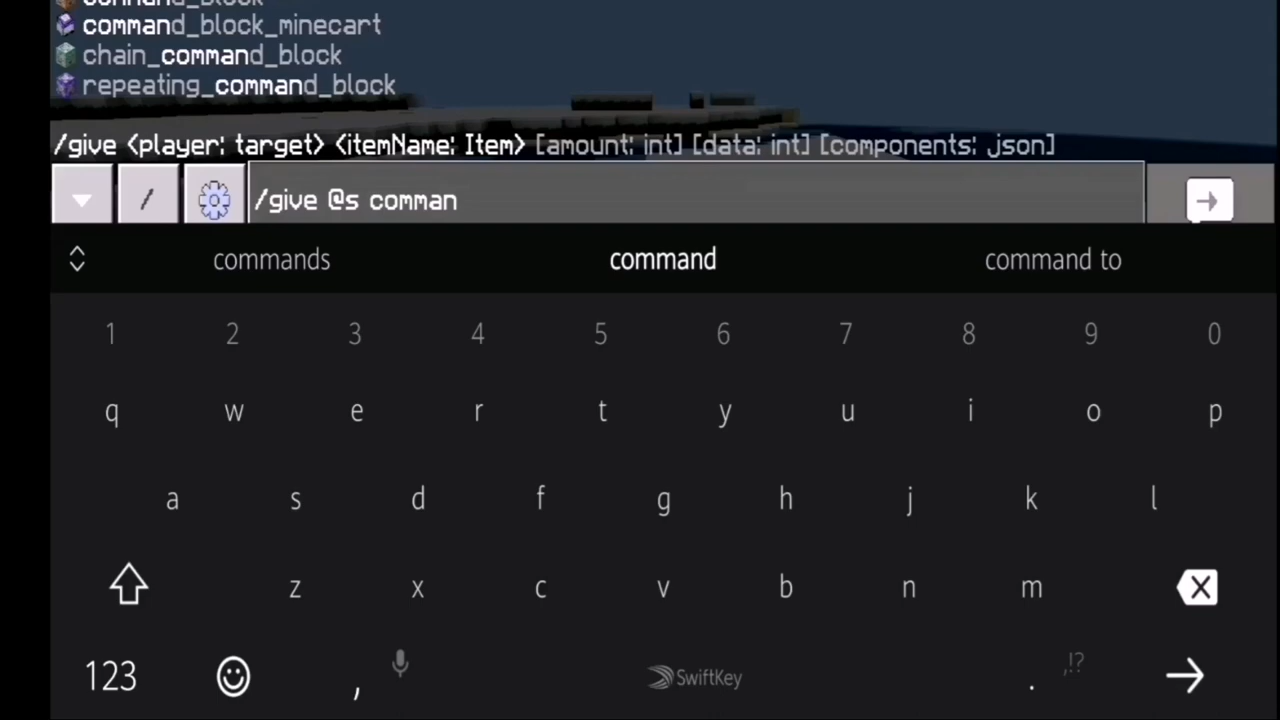 command_block
command_block_minecart
chain_command_block
repeating_command_block
/give <player: target> <itemName: Item> [amount: int] [data: int] [components: json]
/ /give @s comman
commands command command to
1 2 3 4 5 6 7 8 9 0
q w e r t y u i o p
a s d f g h j k l
z x c v b n m
123 , SwiftKey . ,!?